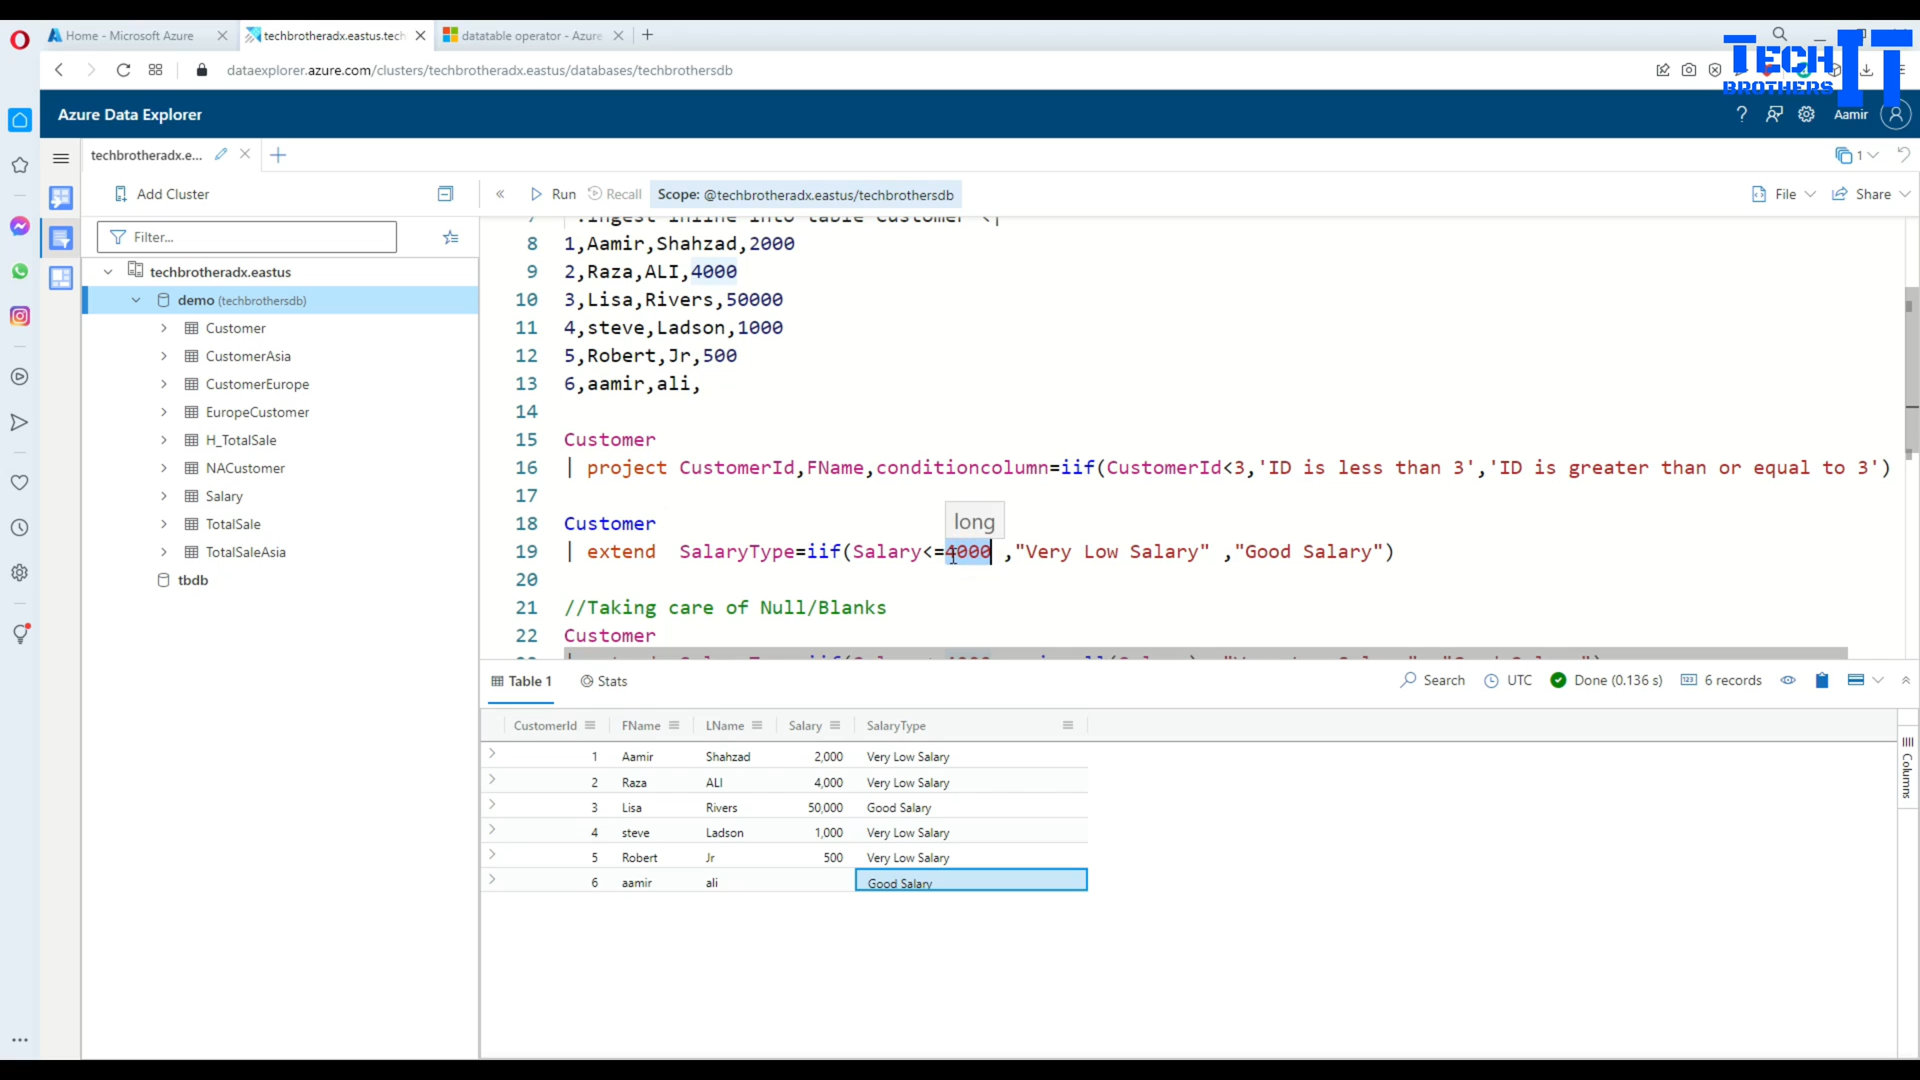 Home - Microsoft Azure
techbrotheradx.eastus.tech
datatable operator - Azure
dataexplorer.azure.com/clusters/techbrotheradx.eastus/databases/techbrothersdb
TECH IT
BROTHERS
Azure Data Explorer
Aamir
techbrotheradx.e...
1
Add Cluster
Run
Recall
Scope: @techbrotheradx.eastus/techbrothersdb
File
Share
Filter...
techbrotheradx.eastus
demo (techbrothersdb)
Customer
CustomerAsia
CustomerEurope
EuropeCustomer
H_TotalSale
NACustomer
Salary
TotalSale
TotalSaleAsia
tbdb
7 .ingest inline into table Customer <|
8 1,Aamir,Shahzad,2000
9 2,Raza,ALI,4000
10 3,Lisa,Rivers,50000
11 4,steve,Ladson,1000
12 5,Robert,Jr,500
13 6,aamir,ali,
14
15 Customer
16 | project CustomerId,FName,conditioncolumn=iif(CustomerId<3,'ID is less than 3','ID is greater than or equal to 3')
17
18 Customer
long
19 | extend  SalaryType=iif(Salary<=4000 ,"Very Low Salary" ,"Good Salary")
20
21 //Taking care of Null/Blanks
22 Customer
Table 1
Stats
Search
UTC
Done (0.136 s)
6 records
CustomerId FName LName Salary SalaryType
1 Aamir Shahzad 2,000 Very Low Salary
2 Raza ALI 4,000 Very Low Salary
3 Lisa Rivers 50,000 Good Salary
4 steve Ladson 1,000 Very Low Salary
5 Robert Jr 500 Very Low Salary
6 aamir ali Good Salary
Columns